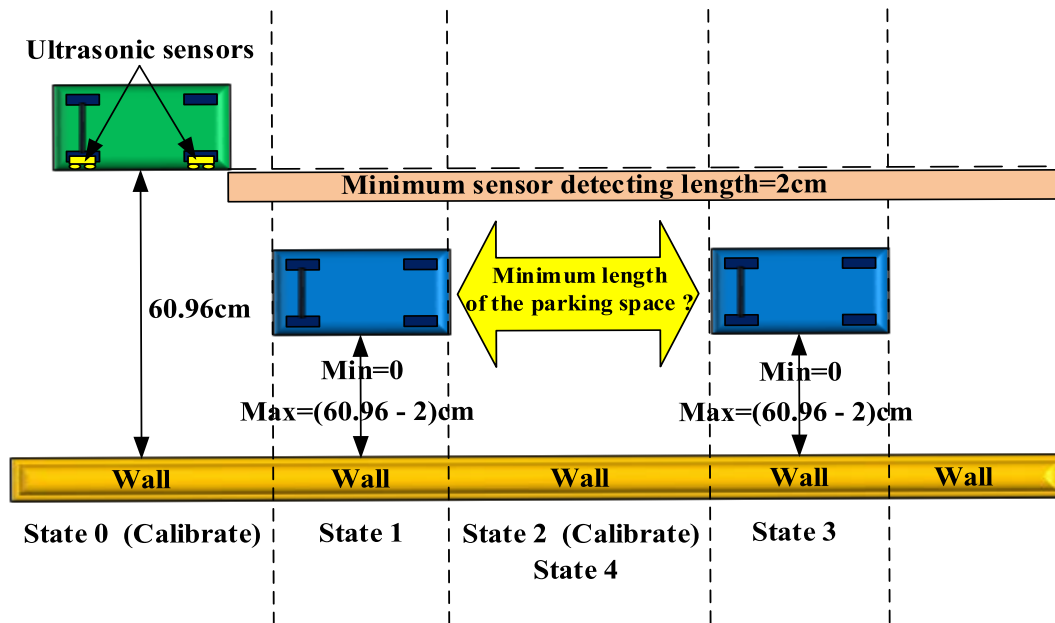 Ultrasonic sensors
Minimum sensor detecting length=2cm
60.96cm
Minimum length
of the parking space ?
Min=0
Max=(60.96 - 2)cm
Min=0
Max=(60.96 - 2)cm
Wall
Wall
Wall
Wall
Wall
State 0 (Calibrate)
State 1
State 2 (Calibrate)
State 4
State 3